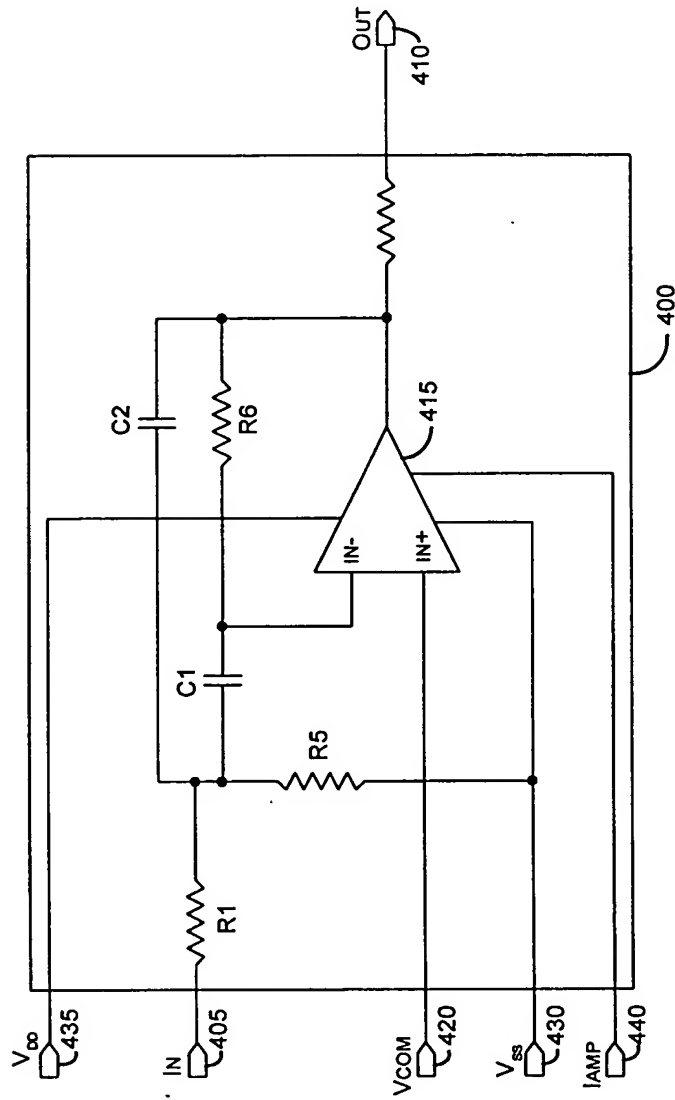 OUT
410
400
C2
R6
415
C1
IN-
IN+
R5
R1
VDD
435
IN
405
VCOM
420
VSS
430
IAMP
440